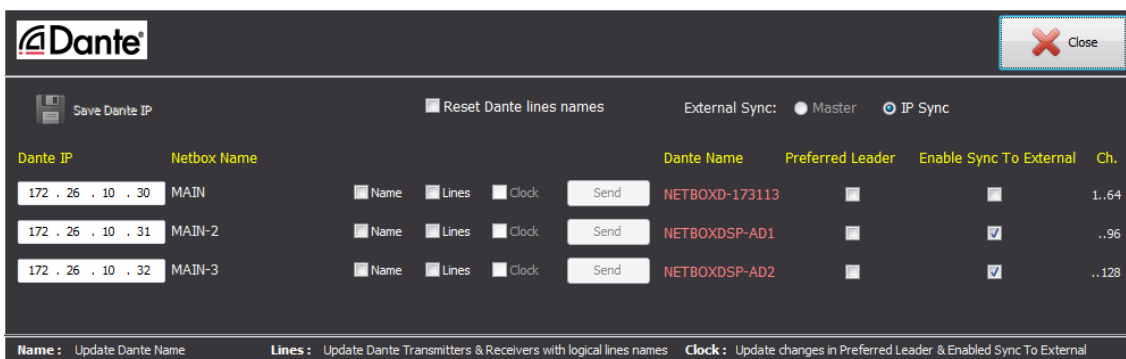 Dante®
Close
Save Dante IP
Reset Dante lines names
External Sync: Master IP Sync
Dante IP Netbox Name Dante Name Preferred Leader Enable Sync To External Ch.
172 . 26 . 10 . 30 MAIN Name Lines Clock Send NETBOXD-173113 1..64
172 . 26 . 10 . 31 MAIN-2 Name Lines Clock Send NETBOXDSP-AD1 ..96
172 . 26 . 10 . 32 MAIN-3 Name Lines Clock Send NETBOXDSP-AD2 ..128
Name : Update Dante Name Lines : Update Dante Transmitters & Receivers with logical lines names Clock : Update changes in Preferred Leader & Enabled Sync To External